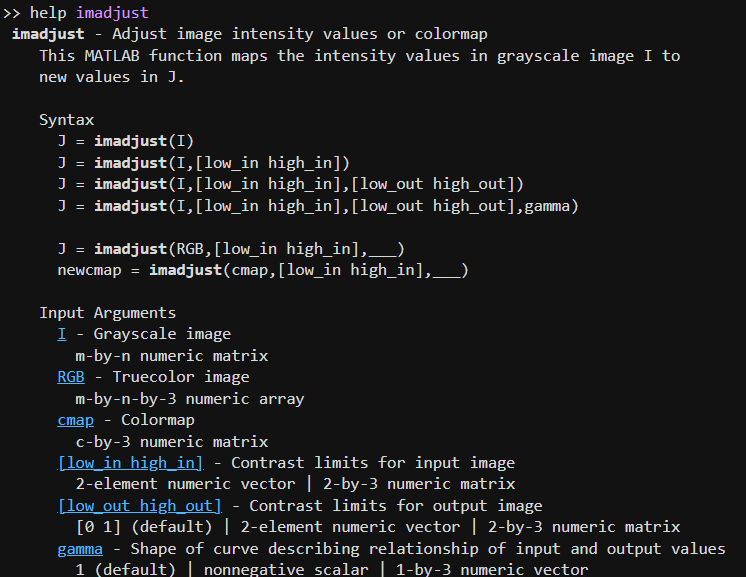 >> help imadjust
imadjust - Adjust image intensity values or colormap
This MATLAB function maps the intensity values in grayscale image I to
new values in J.
Syntax
J = imadjust(I)
J = imadjust(I,[low_in high_in])
J = imadjust(I,[low_in high_in],[low_out high_out])
J = imadjust(I,[low_in high_in],[low_out high_out],gamma)
J = imadjust(RGB,[low_in high_in],___)
newcmap = imadjust(cmap,[low_in high_in],___)
Input Arguments
I - Grayscale image
m-by-n numeric matrix
RGB - Truecolor image
m-by-n-by-3 numeric array
cmap - Colormap
c-by-3 numeric matrix
[low_in high_in] - Contrast limits for input image
2-element numeric vector | 2-by-3 numeric matrix
[low_out high_out] - Contrast limits for output image
[0 1] (default) | 2-element numeric vector | 2-by-3 numeric matrix
gamma - Shape of curve describing relationship of input and output values
1 (default) | nonnegative scalar | 1-by-3 numeric vector